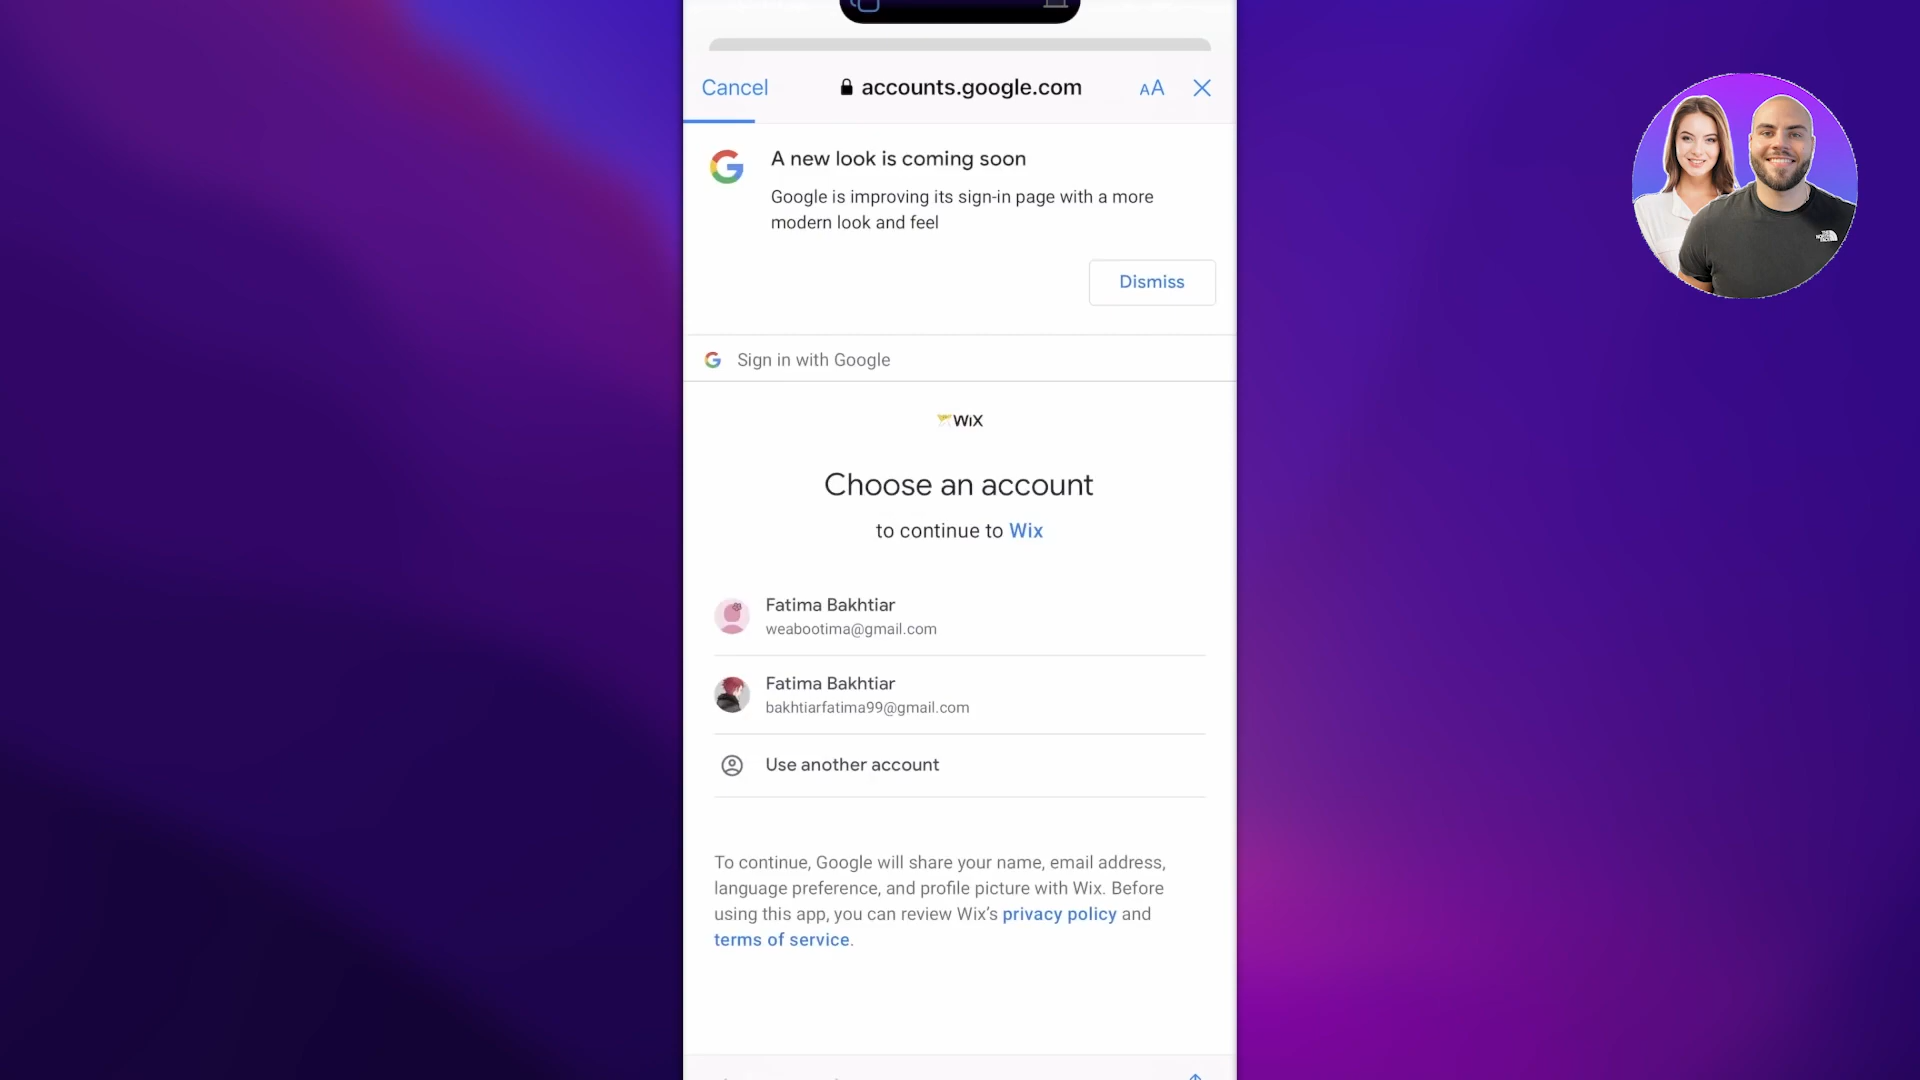 Cancel
accounts.google.com
AA
A new look is coming soon
Google is improving its sign-in page with a more
modern look and feel
Dismiss
Sign in with Google
WiX
Choose an account
to continue to Wix
Fatima Bakhtiar
weabootima@gmail.com
Fatima Bakhtiar
bakhtiarfatima99@gmail.com
Use another account
To continue, Google will share your name, email address,
language preference, and profile picture with Wix. Before
using this app, you can review Wix’s privacy policy and
terms of service.
THE
NORTH
FACE